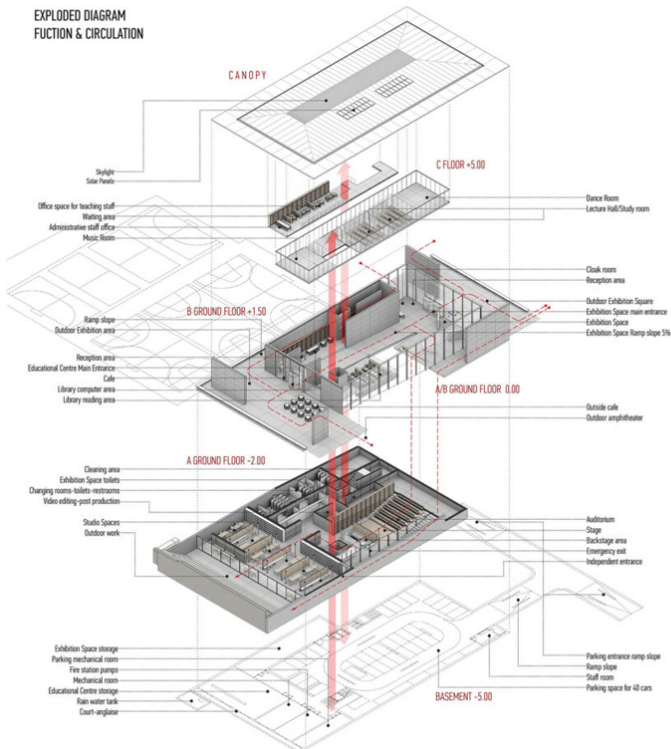 EXPLODED DIAGRAM
FUCTION & CIRCULATION
CANOPY
Skylight
Solar Panels
C FLOOR +5.00
Office space for teaching staff
Waiting area
Administrative staff office
Music Room
Dance Room
Lecture Hall/Study room
Cloak room
Reception area
B GROUND FLOOR +1.50
Ramp slope
Outdoor Exhibition area
Outdoor Exhibition Square
Exhibition Space main entrance
Exhibition Space
Exhibition Space Ramp slope 5%
Reception area
Educational Centre Main Entrance
Cafe
Library computer area
Library reading area
A/B GROUND FLOOR 0.00
Outside cafe
Outdoor amphitheater
A GROUND FLOOR -2.00
Cleaning area
Exhibition Space toilets
Changing rooms-toilets-restrooms
Video editing-post production
Studio Spaces
Outdoor work
Auditorium
Stage
Backstage area
Emergency exit
Independent entrance
Exhibition Space storage
Parking mechanical room
Fire station pumps
Mechanical room
Educational Centre storage
Rain water tank
Court-anglaise
Parking entrance ramp slope
Ramp slope
Staff room
Parking space for 40 cars
BASEMENT -5.00